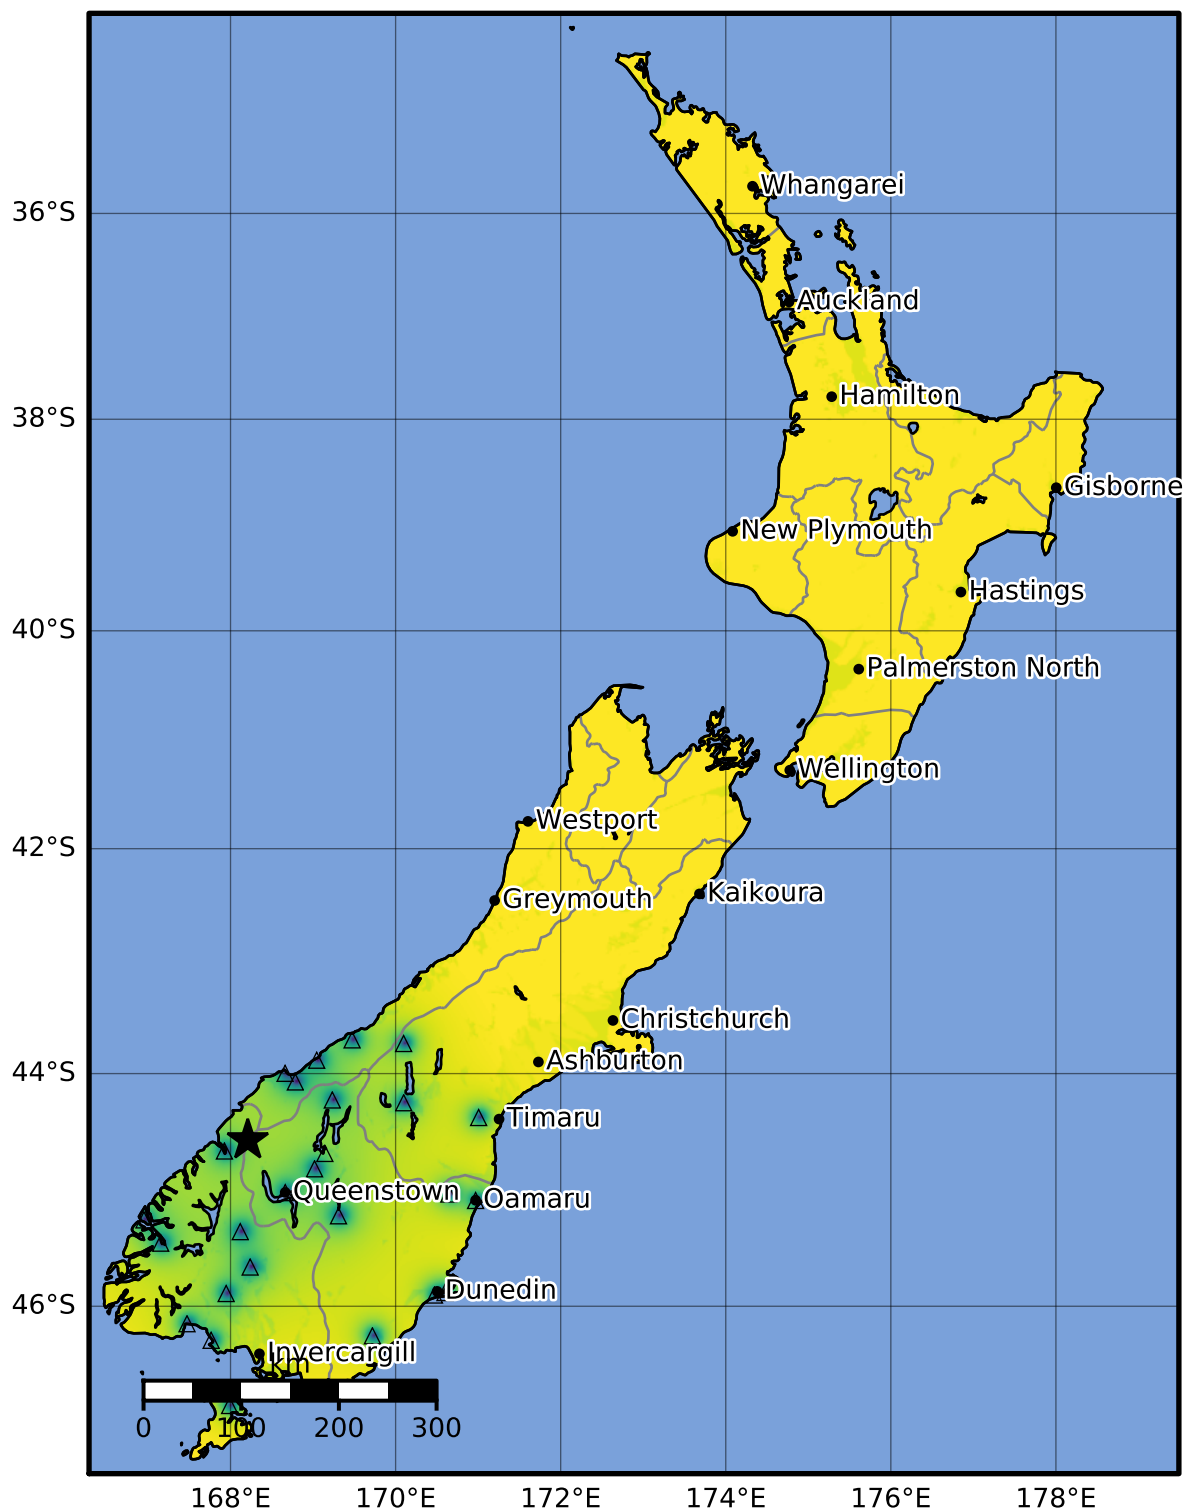 Whangarei
36°S
Auckland
Hamilton
38°S
Gisborne
New Plymouth
Hastings
40°S
Palmerston North
Wellington
Westport
42°S
Kaikoura
Greymouth
Christchurch
Ashburton
44°S
Timaru
Queenstown
Oamaru
Dunedin
46°S
Invercargill
km
0 100 200 300
168°E 170°E 172°E 174°E 176°E 178°E